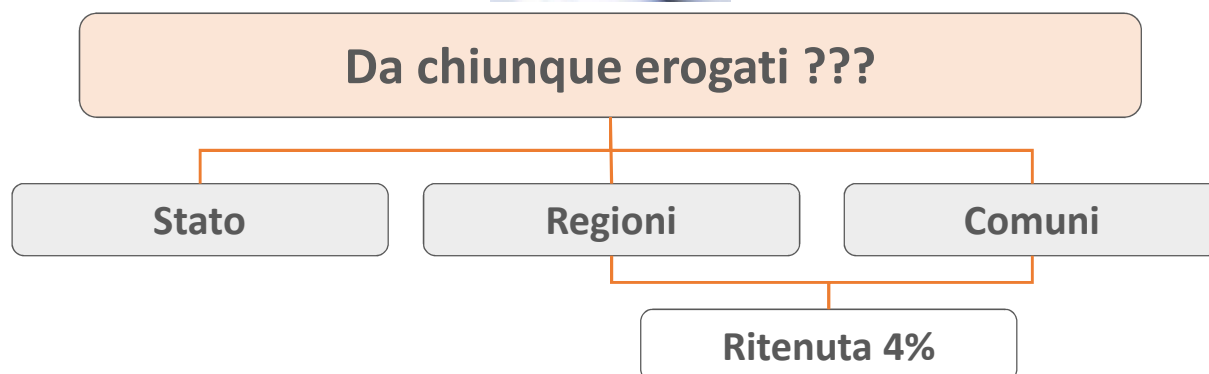 Da chiunque erogati ???
Stato
Regioni
Comuni
Ritenuta 4%